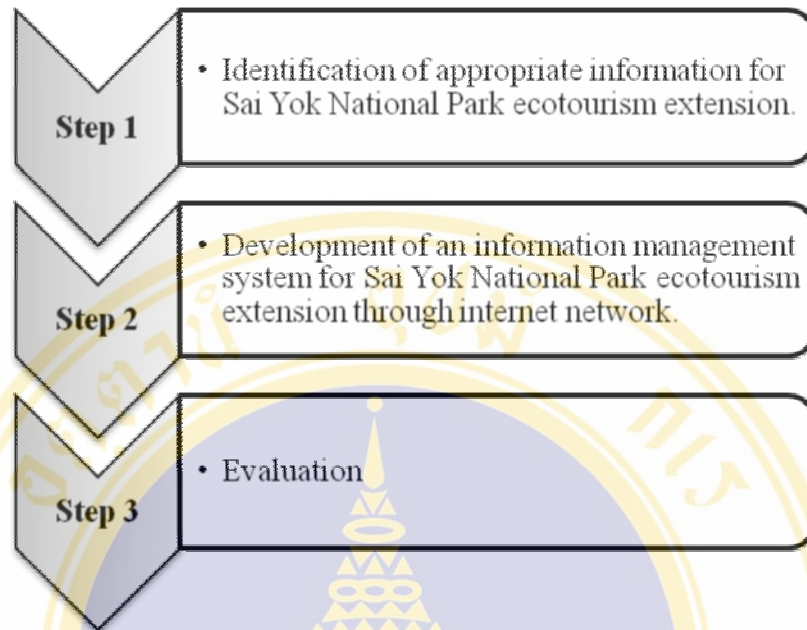 Step 1
• Identification of appropriate information for
Sai Yok National Park ecotourism extension.
Step 2
• Development of an information management
system for Sai Yok National Park ecotourism
extension through internet network.
Step 3
• Evaluation